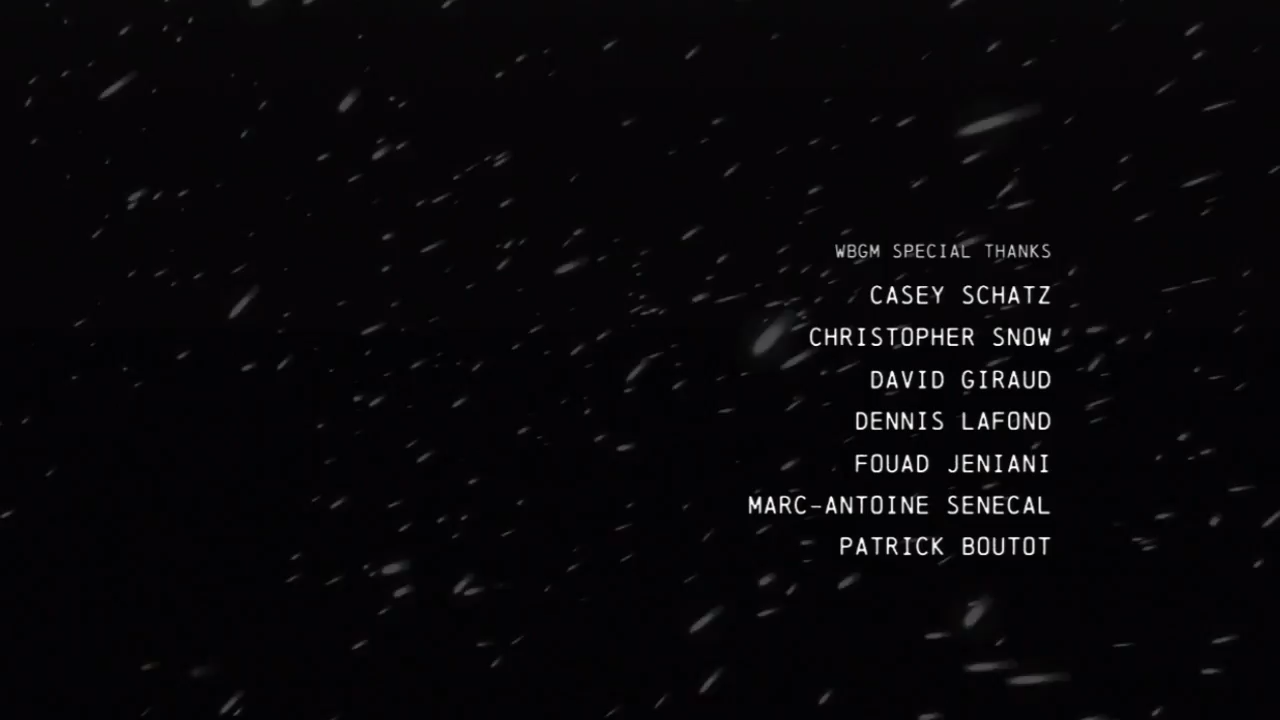 WBGM SPECIAL THANKS
CASEY SCHATZ
CHRISTOPHER SNOW
DAVID GIRAUD
DENNIS LAFOND
FOUAD JENIANI
MARC-ANTOINE SENECAL
PATRICK BOUTOT